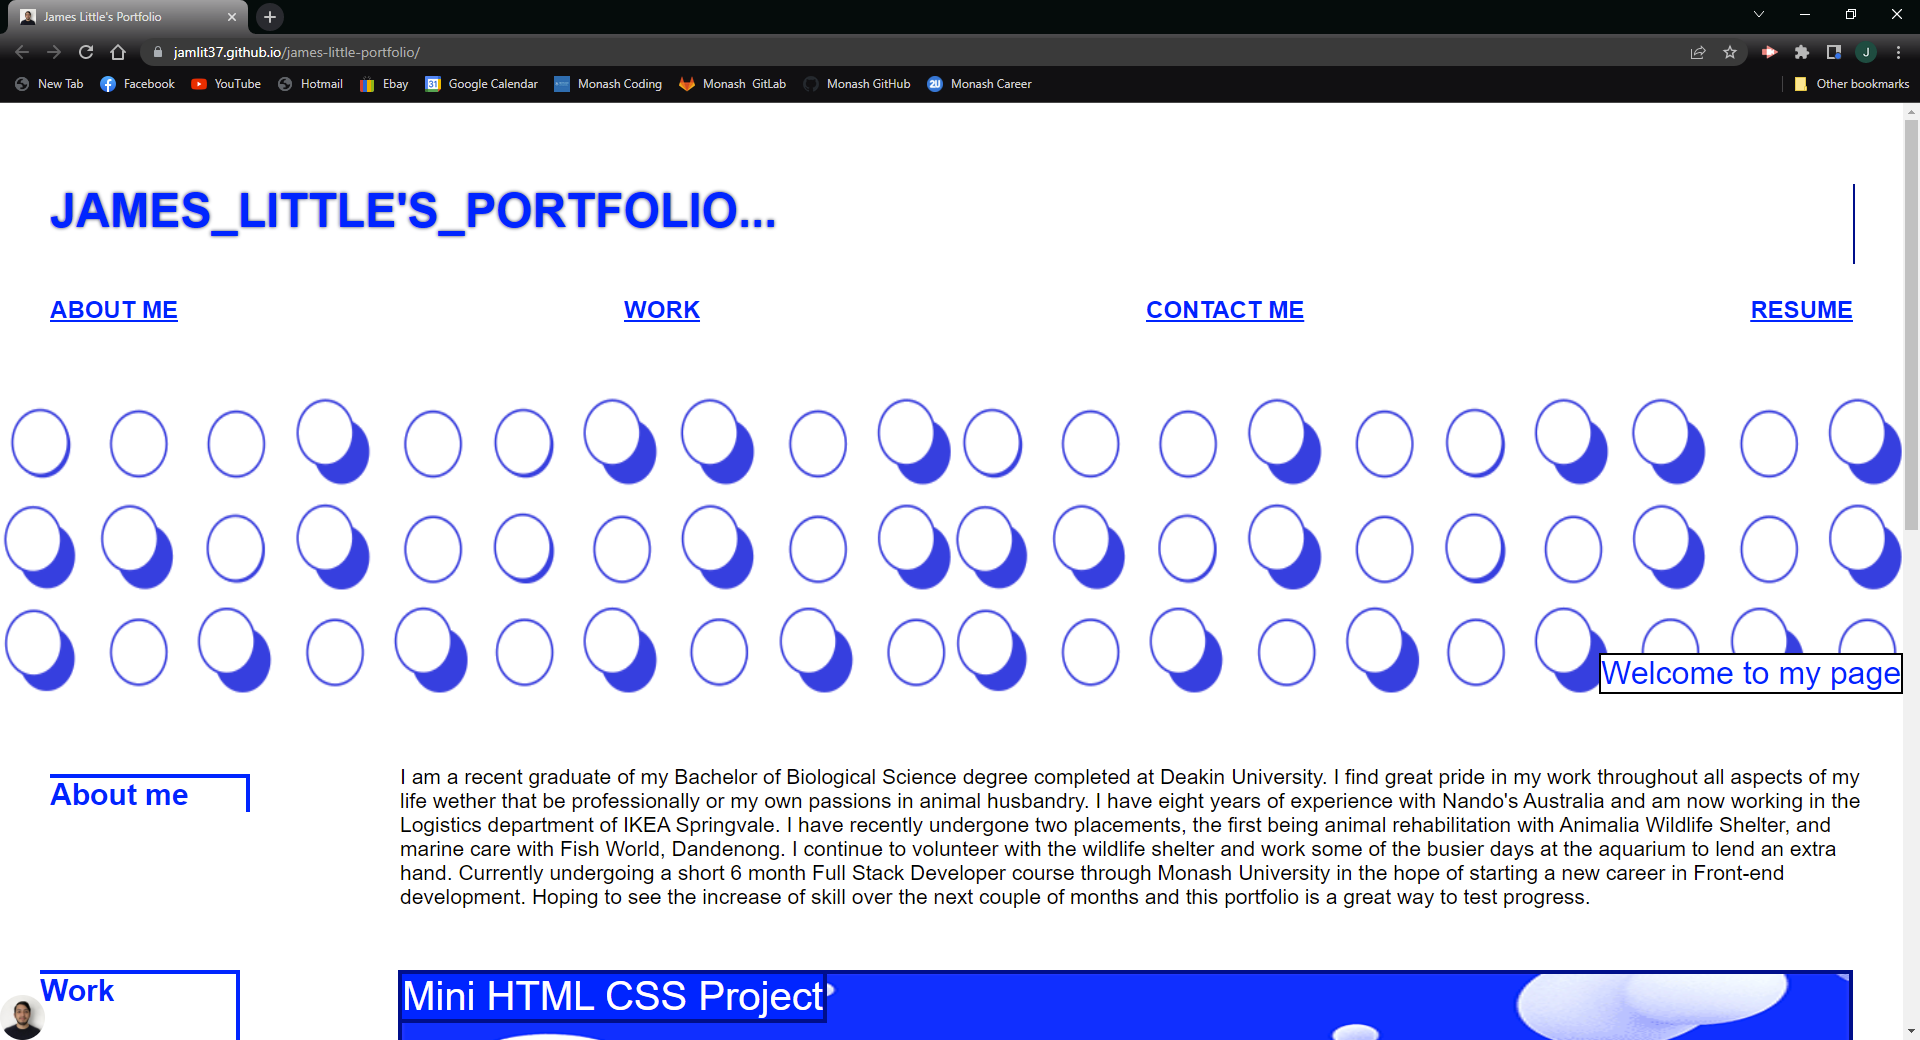 James Little's Portfolio
jamlit37.github.io/james-little-portfolio/
J
New Tab Facebook YouTube Hotmail Ebay 31 Google Calendar Monash Coding Monash GitLab Monash GitHub 2U Monash Career Other bookmarks
JAMES_LITTLE'S_PORTFOLIO...
ABOUT ME WORK CONTACT ME RESUME
Welcome to my page
About me
I am a recent graduate of my Bachelor of Biological Science degree completed at Deakin University. I find great pride in my work throughout all aspects of my
life wether that be professionally or my own passions in animal husbandry. I have eight years of experience with Nando's Australia and am now working in the
Logistics department of IKEA Springvale. I have recently undergone two placements, the first being animal rehabilitation with Animalia Wildlife Shelter, and
marine care with Fish World, Dandenong. I continue to volunteer with the wildlife shelter and work some of the busier days at the aquarium to lend an extra
hand. Currently undergoing a short 6 month Full Stack Developer course through Monash University in the hope of starting a new career in Front-end
development. Hoping to see the increase of skill over the next couple of months and this portfolio is a great way to test progress.
Work
Mini HTML CSS Project